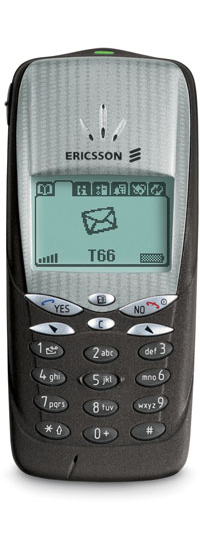 ERICSSON
T66
YES
NO
C
1
2abc
def3
4ghi
5jkl
mno6
7pqrs
8tuv
wxyz9
*
0+
#